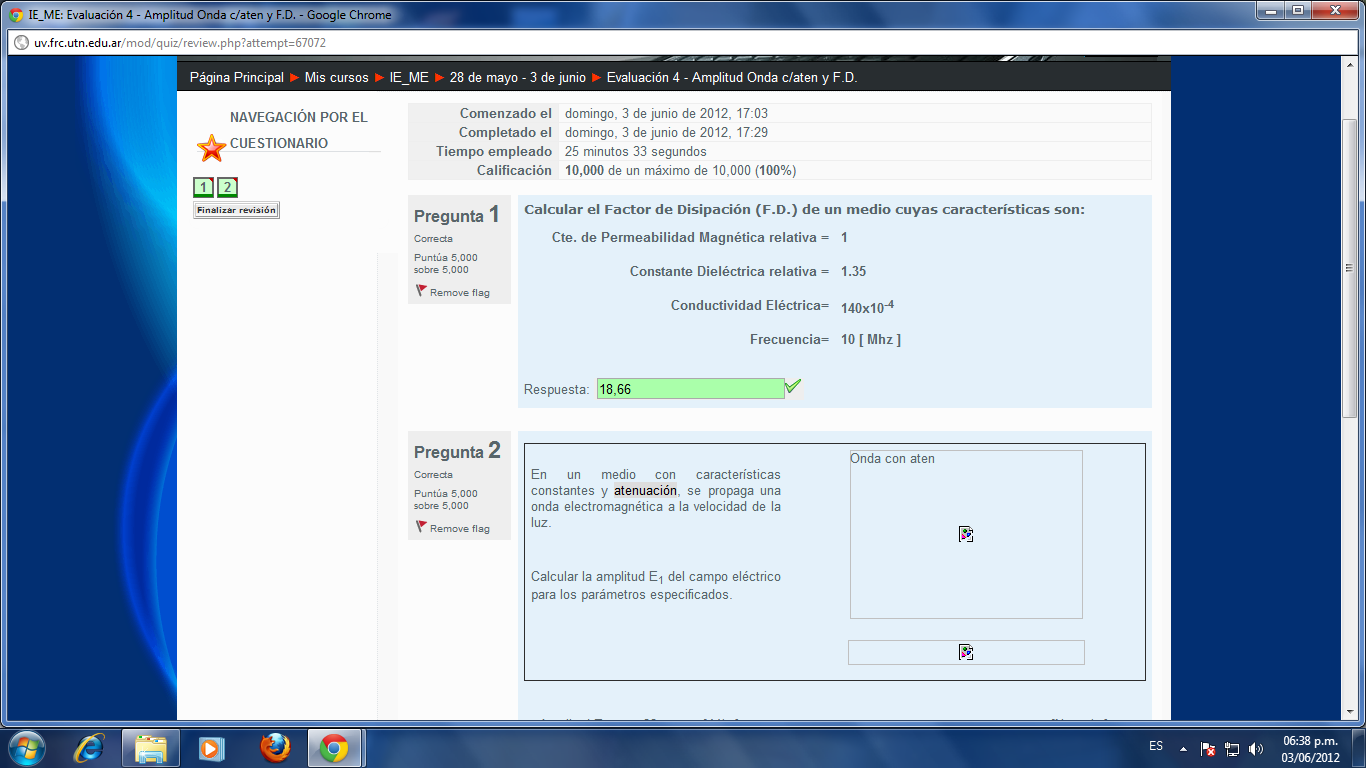 IE_ME: Evaluación 4 - Amplitud Onda c/aten y F.D. - Google Chrome
uv.frc.utn.edu.ar/mod/quiz/review.php?attempt=67072
Página Principal ► Mis cursos ► IE_ME ► 28 de mayo - 3 de junio ► Evaluación 4 - Amplitud Onda c/aten y F.D.
NAVEGACIÓN POR EL
CUESTIONARIO
1 2
Finalizar revisión
Comenzado el domingo, 3 de junio de 2012, 17:03
Completado el domingo, 3 de junio de 2012, 17:29
Tiempo empleado 25 minutos 33 segundos
Calificación 10,000 de un máximo de 10,000 (100%)
Pregunta 1
Correcta
Puntúa 5,000
sobre 5,000
Remove flag
Calcular el Factor de Disipación (F.D.) de un medio cuyas características son:
Cte. de Permeabilidad Magnética relativa = 1
Constante Dieléctrica relativa = 1.35
Conductividad Eléctrica= 140x10-4
Frecuencia= 10 [ Mhz ]
Respuesta: 18,66
Pregunta 2
Correcta
Puntúa 5,000
sobre 5,000
Remove flag
En un medio con características
constantes y atenuación, se propaga una
onda electromagnética a la velocidad de la
luz.
Calcular la amplitud E1 del campo eléctrico
para los parámetros especificados.
Onda con aten
ES
06:38 p.m.
03/06/2012